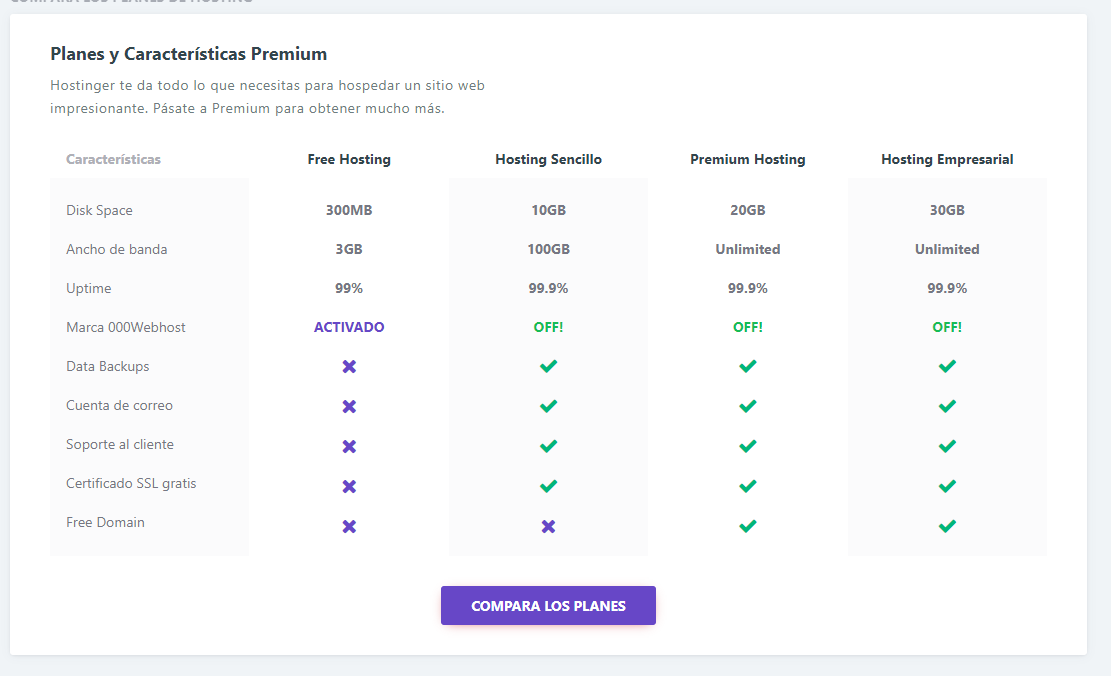 Planes y Características Premium
Hostinger te da todo lo que necesitas para hospedar un sitio web
impresionante. Pásate a Premium para obtener mucho más.
Características Free Hosting Hosting Sencillo Premium Hosting Hosting Empresarial
Disk Space 300MB 10GB 20GB 30GB
Ancho de banda 3GB 100GB Unlimited Unlimited
Uptime 99% 99.9% 99.9% 99.9%
Marca 000Webhost ACTIVADO OFF! OFF! OFF!
Data Backups
Cuenta de correo
Soporte al cliente
Certificado SSL gratis
Free Domain
COMPARA LOS PLANES